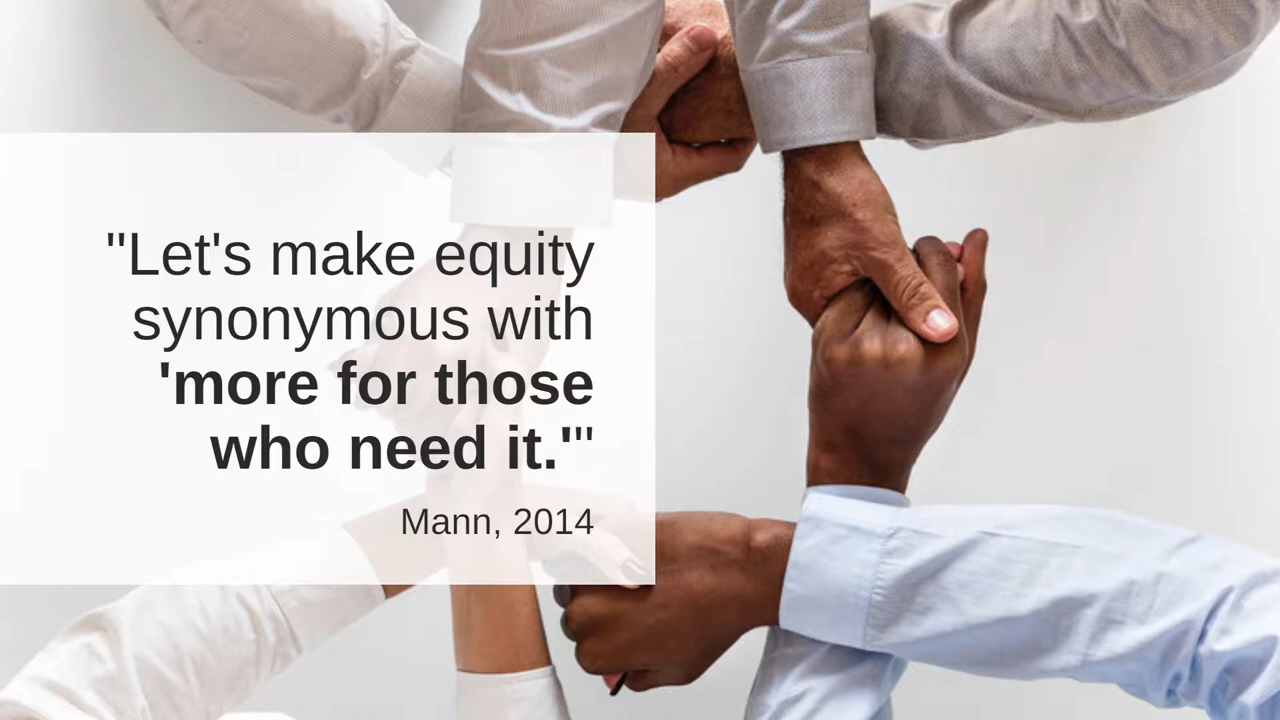 "Let's make equity
synonymous with
'more for those
who need it.'"
Mann, 2014